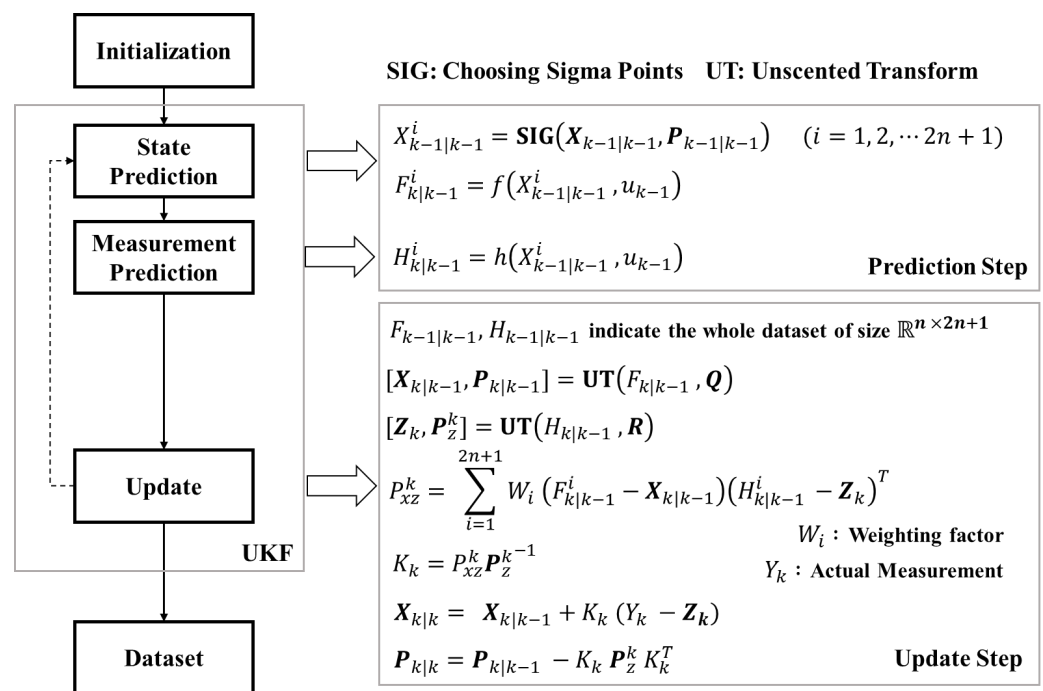 Initialization
SIG: Choosing Sigma Points UT: Unscented Transform
State
Prediction
Measurement
Prediction
Update
UKF
Dataset
X^i_{k−1|k−1} = SIG(X_{k−1|k−1}, P_{k−1|k−1}) (i = 1, 2, ⋯ 2n + 1)
F^i_{k|k−1} = f(X^i_{k−1|k−1}, u_{k−1})
H^i_{k|k−1} = h(X^i_{k−1|k−1}, u_{k−1})
Prediction Step
F_{k−1|k−1}, H_{k−1|k−1} indicate the whole dataset of size ℝ^{n×2n+1}
[X_{k|k−1}, P_{k|k−1}] = UT(F_{k|k−1}, Q)
[Z_k, P^k_z] = UT(H_{k|k−1}, R)
P^k_{xz} = ∑_{i=1}^{2n+1} W_i (F^i_{k|k−1} − X_{k|k−1})(H^i_{k|k−1} − Z_k)^T
W_i : Weighting factor
K_k = P^k_{xz} P^k_z^{−1}
Y_k : Actual Measurement
X_{k|k} = X_{k|k−1} + K_k (Y_k − Z_k)
P_{k|k} = P_{k|k−1} − K_k P^k_z K^T_k
Update Step